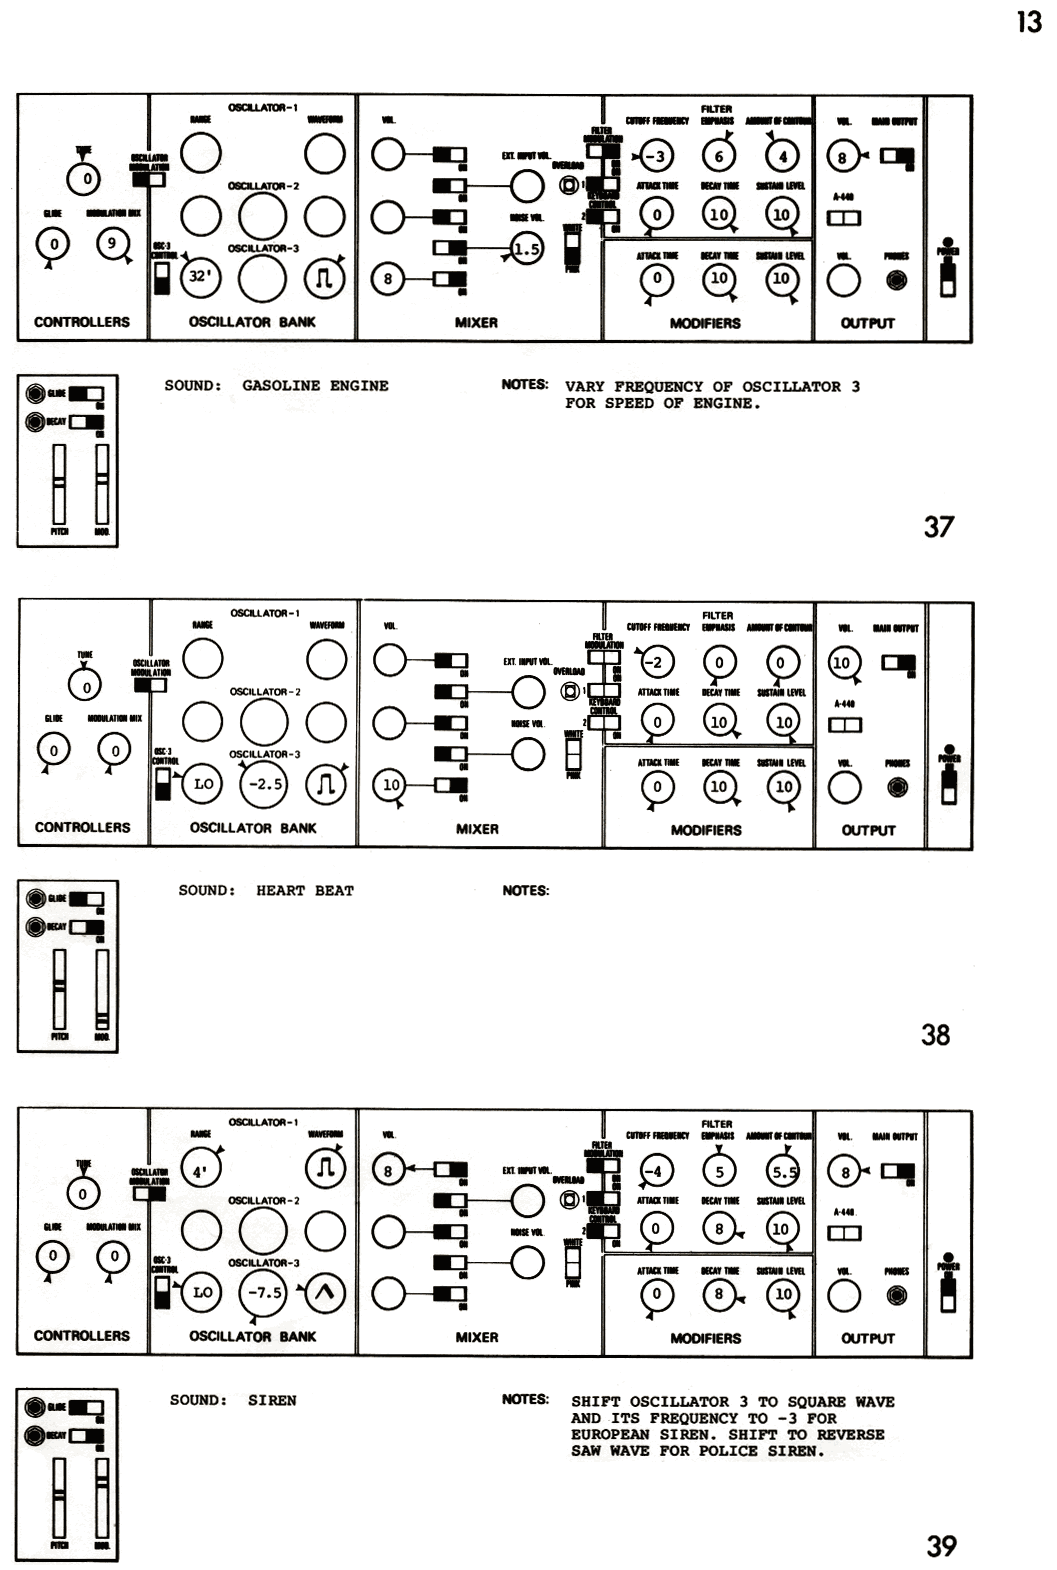 13
OSCILLATOR-1
RANGE WAVEFORM VOL. FILTER
CUTOFF FREQUENCY EMPHASIS AMOUNT OF CONTOUR VOL. MAIN OUTPUT
TUNE 0
OSCILLATOR MODULATION
FILTER MODULATION ON
EXT. INPUT VOL. OVERLOAD
-3 6 4 8 ON
OSCILLATOR-2
ON
1 KEYBOARD CONTROL 2 ON
ATTACK TIME DECAY TIME SUSTAIN LEVEL
0 10 10
A-440
GLIDE MODULATION MIX
0 9
ON
NOISE VOL. 1.5
WHITE PINK
OSC-3 CONTROL
OSCILLATOR-3
32'
8 ON
ATTACK TIME DECAY TIME SUSTAIN LEVEL
0 10 10
VOL. PHONES
POWER ON
CONTROLLERS OSCILLATOR BANK MIXER MODIFIERS OUTPUT
GLIDE ON
DECAY ON
PITCH MOD.
SOUND: GASOLINE ENGINE
NOTES: VARY FREQUENCY OF OSCILLATOR 3
FOR SPEED OF ENGINE.
37
OSCILLATOR-1
RANGE WAVEFORM VOL. FILTER
CUTOFF FREQUENCY EMPHASIS AMOUNT OF CONTOUR VOL. MAIN OUTPUT
TUNE 0
OSCILLATOR MODULATION
FILTER MODULATION ON
EXT. INPUT VOL. OVERLOAD
-2 0 0 10 ON
OSCILLATOR-2
ON
1 KEYBOARD CONTROL 2 ON
ATTACK TIME DECAY TIME SUSTAIN LEVEL
0 10 10
A-440
GLIDE MODULATION MIX
0 0
ON
NOISE VOL.
WHITE PINK
OSC-3 CONTROL
OSCILLATOR-3
LO -2.5
10 ON
ATTACK TIME DECAY TIME SUSTAIN LEVEL
0 10 10
VOL. PHONES
POWER ON
CONTROLLERS OSCILLATOR BANK MIXER MODIFIERS OUTPUT
GLIDE ON
DECAY ON
PITCH MOD.
SOUND: HEART BEAT
NOTES:
38
OSCILLATOR-1
RANGE WAVEFORM VOL. FILTER
CUTOFF FREQUENCY EMPHASIS AMOUNT OF CONTOUR VOL. MAIN OUTPUT
TUNE 0
OSCILLATOR MODULATION
4' 8 ON
FILTER MODULATION ON
EXT. INPUT VOL. OVERLOAD
-4 5 5.5 8 ON
OSCILLATOR-2
1 KEYBOARD CONTROL 2 ON
ATTACK TIME DECAY TIME SUSTAIN LEVEL
0 8 10
A-440
GLIDE MODULATION MIX
0 0
ON
NOISE VOL.
WHITE PINK
OSC-3 CONTROL
OSCILLATOR-3
LO -7.5
ON
ATTACK TIME DECAY TIME SUSTAIN LEVEL
0 8 10
VOL. PHONES
POWER ON
CONTROLLERS OSCILLATOR BANK MIXER MODIFIERS OUTPUT
GLIDE ON
DECAY ON
PITCH MOD.
SOUND: SIREN
NOTES: SHIFT OSCILLATOR 3 TO SQUARE WAVE
AND ITS FREQUENCY TO -3 FOR
EUROPEAN SIREN. SHIFT TO REVERSE
SAW WAVE FOR POLICE SIREN.
39